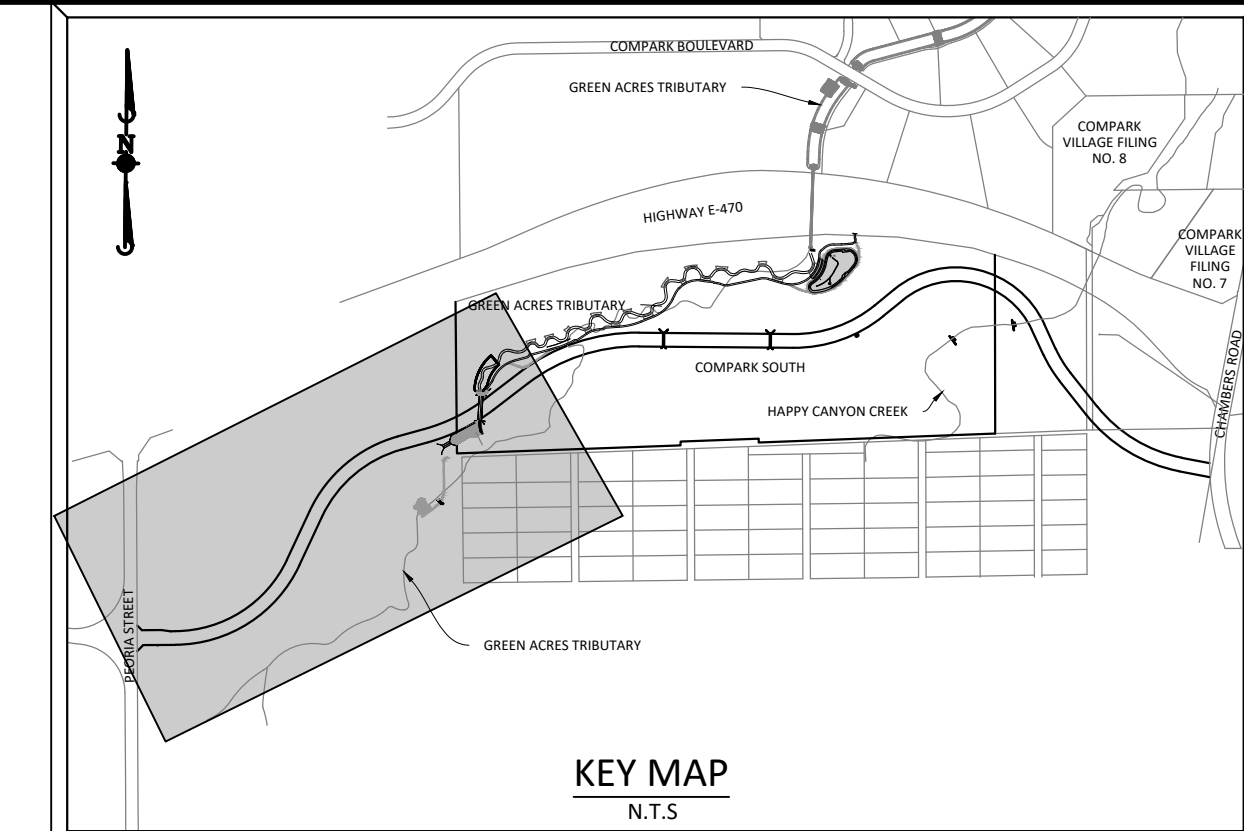 COMPARK BOULEVARD
GREEN ACRES TRIBUTARY
N
COMPARK
VILLAGE FILING
NO. 8
HIGHWAY E-470
COMPARK
VILLAGE
FILING
NO. 7
GREEN ACRES TRIBUTARY
COMPARK SOUTH
HAPPY CANYON CREEK
CHAMBERS ROAD
PEORIA STREET
GREEN ACRES TRIBUTARY
KEY MAP
N.T.S